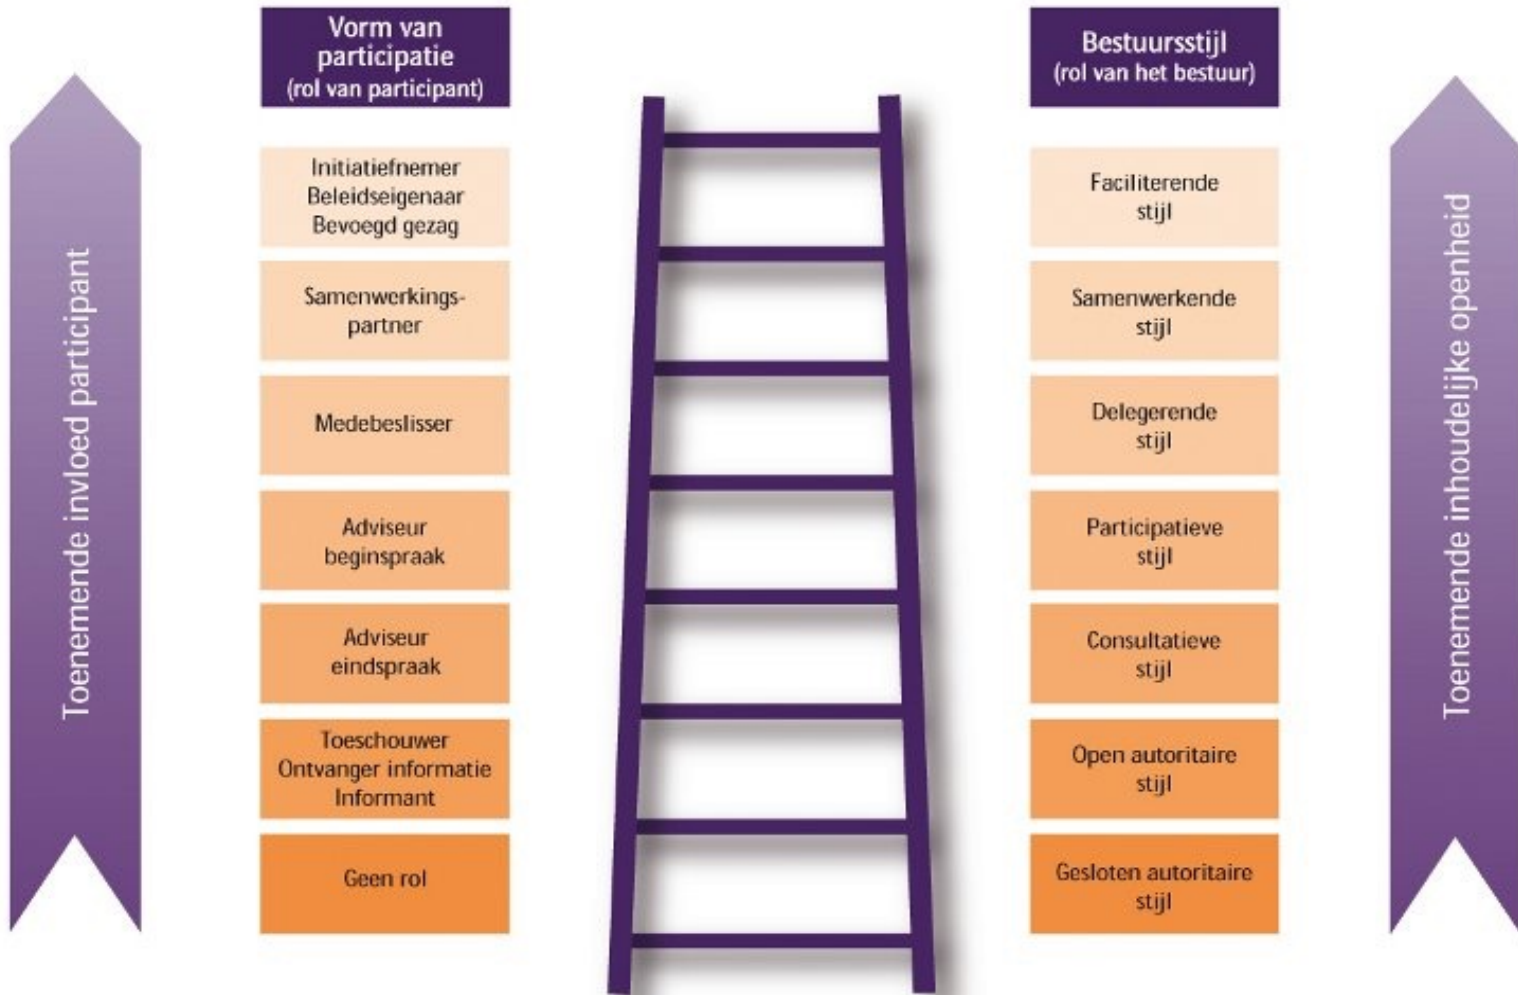 Vorm van
participatie
(rol van participant)
Bestuursstijl
(rol van het bestuur)
Toenemende invloed participant
Initiatiefnemer
Beleidseigenaar
Bevoegd gezag
Faciliterende
stijl
Samenwerkings-
partner
Samenwerkende
stijl
Medebeslisser
Delegerende
stijl
Adviseur
beginspraak
Participatieve
stijl
Adviseur
eindspraak
Consultatieve
stijl
Toeschouwer
Ontvanger informatie
Informant
Open autoritaire
stijl
Geen rol
Gesloten autoritaire
stijl
Toenemende inhoudelijke openheid